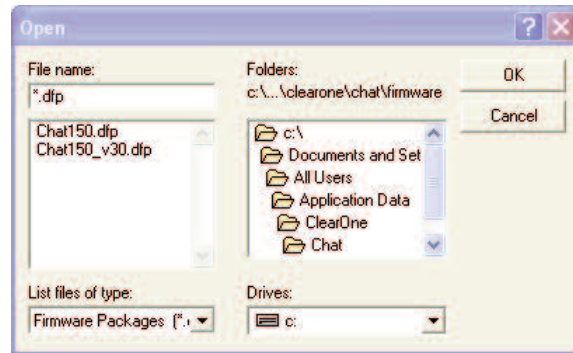 Open
File name:
*.dfp
Chat150.dfp
Chat150_v30.dfp
List files of type:
Firmware Packages (*.
Folders:
c:\...\clearone\chat\firmware
c:\
Documents and Set
All Users
Application Data
ClearOne
Chat
Drives:
c:
OK
Cancel